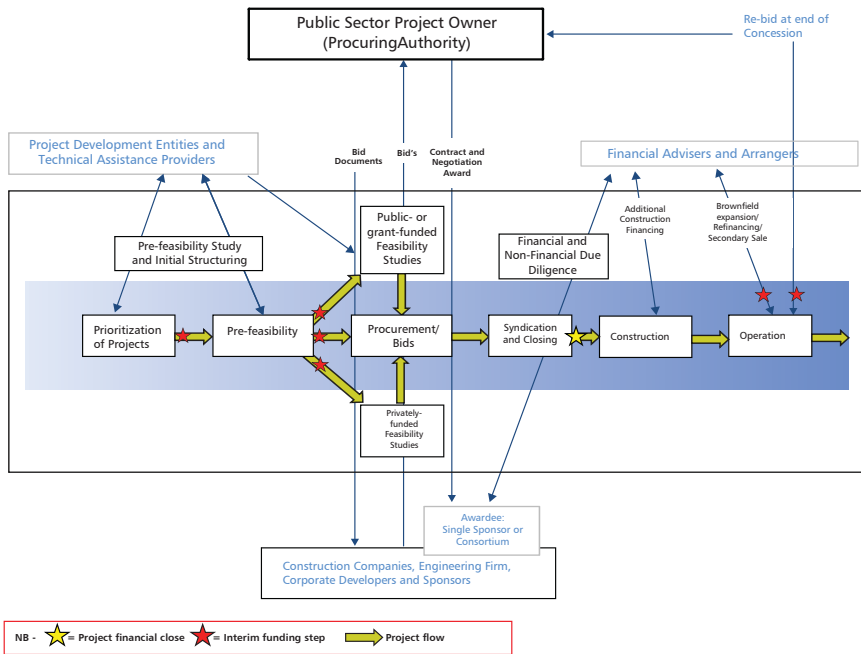 Public Sector Project Owner
(ProcuringAuthority)
Re-bid at end of
Concession
Project Development Entities and
Technical Assistance Providers
Bid
Documents
Bid's
Contract and
Negotiation
Award
Financial Advisers and Arrangers
Pre-feasibility Study
and Initial Structuring
Public- or
grant-funded
Feasibility
Studies
Financial and
Non-Financial Due
Diligence
Additional
Construction
Financing
Brownfield
expansion/
Refinancing/
Secondary Sale
Prioritization
of Projects
Pre-feasibility
Procurement/
Bids
Syndication
and Closing
Construction
Operation
Privately-
funded
Feasibility
Studies
Awardee:
Single Sponsor or
Consortium
Construction Companies, Engineering Firm,
Corporate Developers and Sponsors
NB - = Project financial close = Interim funding step = Project flow